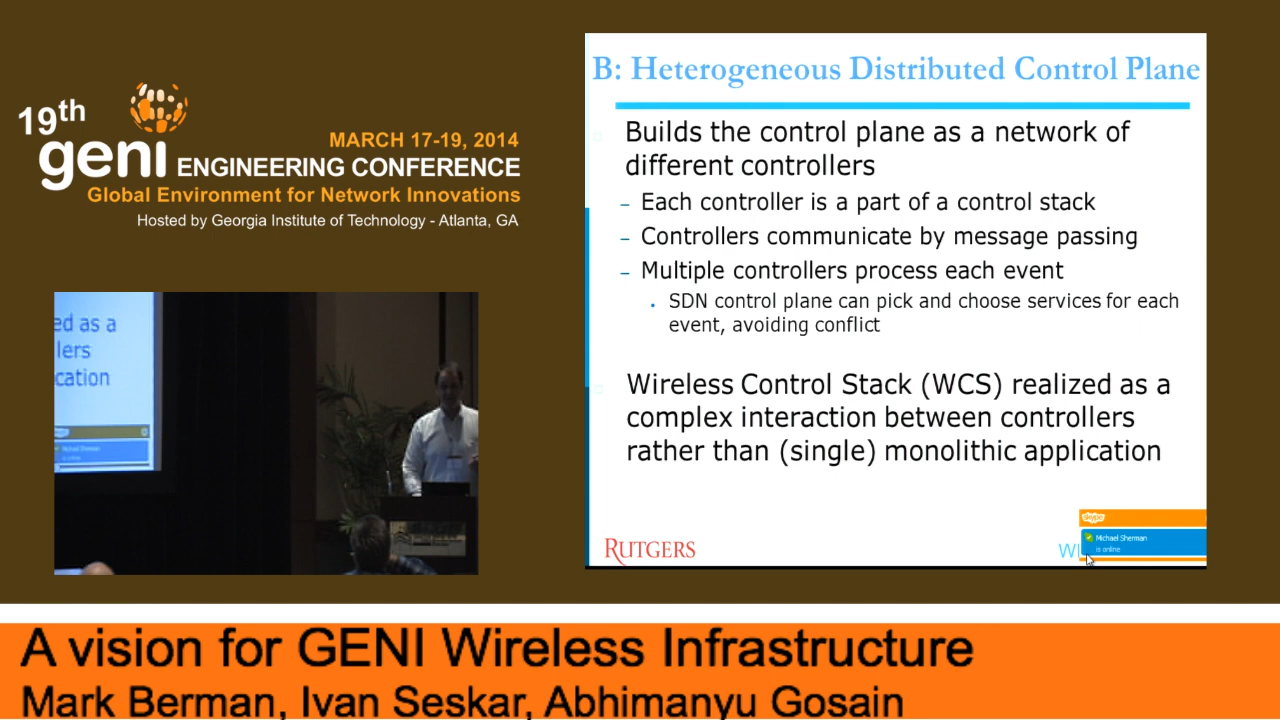 19th
geni
MARCH 17-19, 2014
ENGINEERING CONFERENCE
Global Environment for Network Innovations
Hosted by Georgia Institute of Technology - Atlanta, GA
ed as a
lers
cation
Michael Sherman
B: Heterogeneous Distributed Control Plane
Builds the control plane as a network of
different controllers
– Each controller is a part of a control stack
– Controllers communicate by message passing
– Multiple controllers process each event
. SDN control plane can pick and choose services for each
event, avoiding conflict
Wireless Control Stack (WCS) realized as a
complex interaction between controllers
rather than (single) monolithic application
RUTGERS
WI
skype
Michael Sherman
is online
A vision for GENI Wireless Infrastructure
Mark Berman, Ivan Seskar, Abhimanyu Gosain